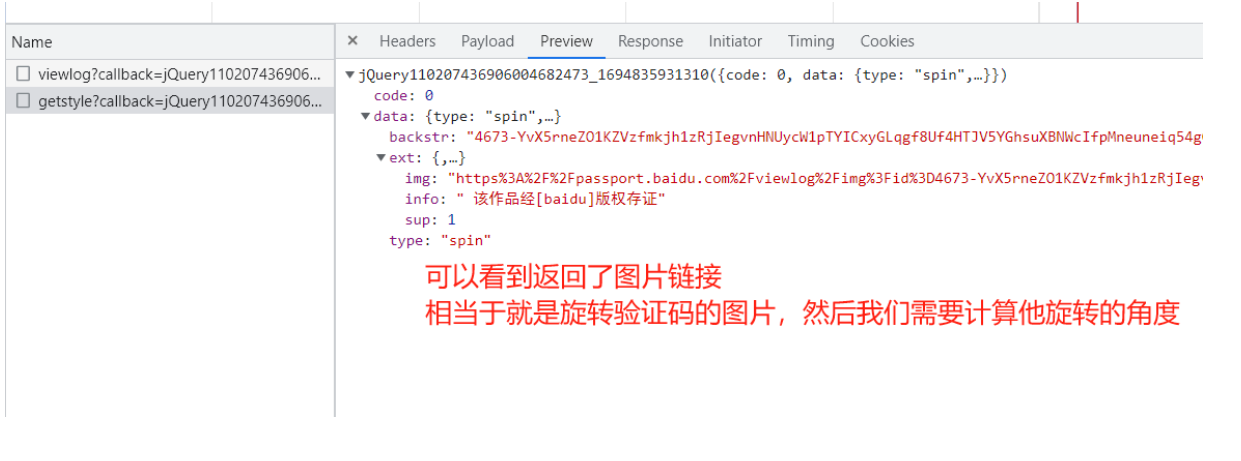 Name
× Headers Payload Preview Response Initiator Timing Cookies
viewlog?callback=jQuery110207436906...
getstyle?callback=jQuery110207436906...
▼jQuery110207436906004682473_1694835931310({code: 0, data: {type: "spin",…}})
code: 0
▼data: {type: "spin",…}
backstr: "4673-YvX5rneZO1KZVzfmkjh1zRjIegvnHNUycW1pTYICxyGLqgf8Uf4HTJV5YGhsuXBNWcIfpMneuneiq54g
▼ext: {,…}
img: "https%3A%2F%2Fpassport.baidu.com%2Fviewlog%2Fimg%3Fid%3D4673-YvX5rneZO1KZVzfmkjh1zRjIeg
info: " 该作品经[baidu]版权存证"
sup: 1
type: "spin"
可以看到返回了图片链接
相当于就是旋转验证码的图片，然后我们需要计算他旋转的角度